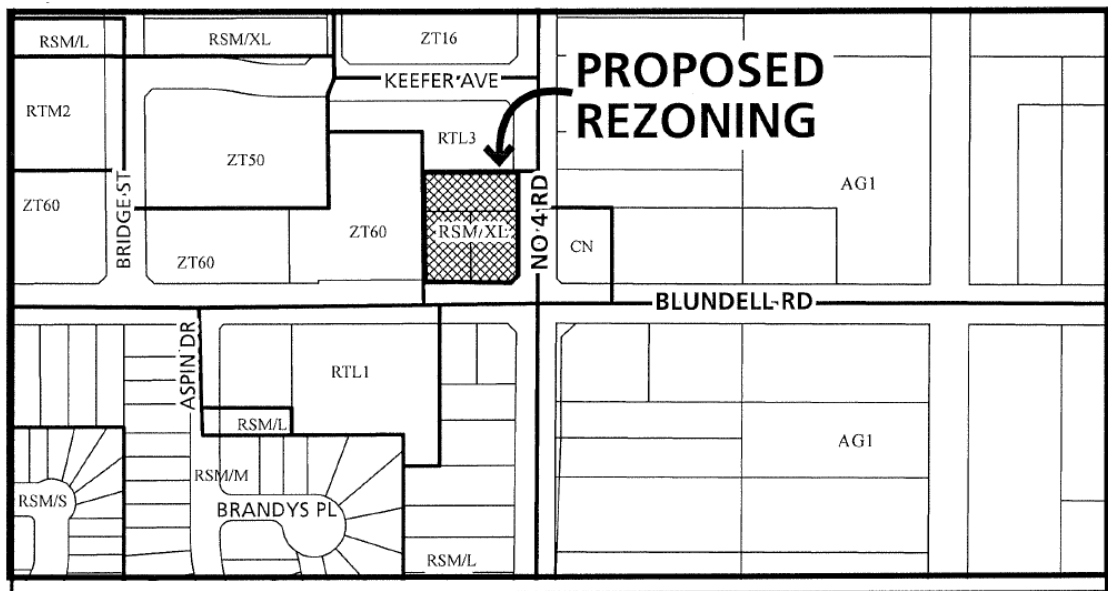 RSM/L
RSM/XL
ZT16
KEEFER AVE
PROPOSED
REZONING
RTM2
ZT50
RTL3
AG1
BRIDGE ST
ZT60
ZT60
ZT60
RSM/XL
NO 4 RD
CN
BLUNDELL RD
ASPIN DR
RTL1
RSM/L
AG1
RSM/S
RSM/M
BRANDYS PL
RSM/L